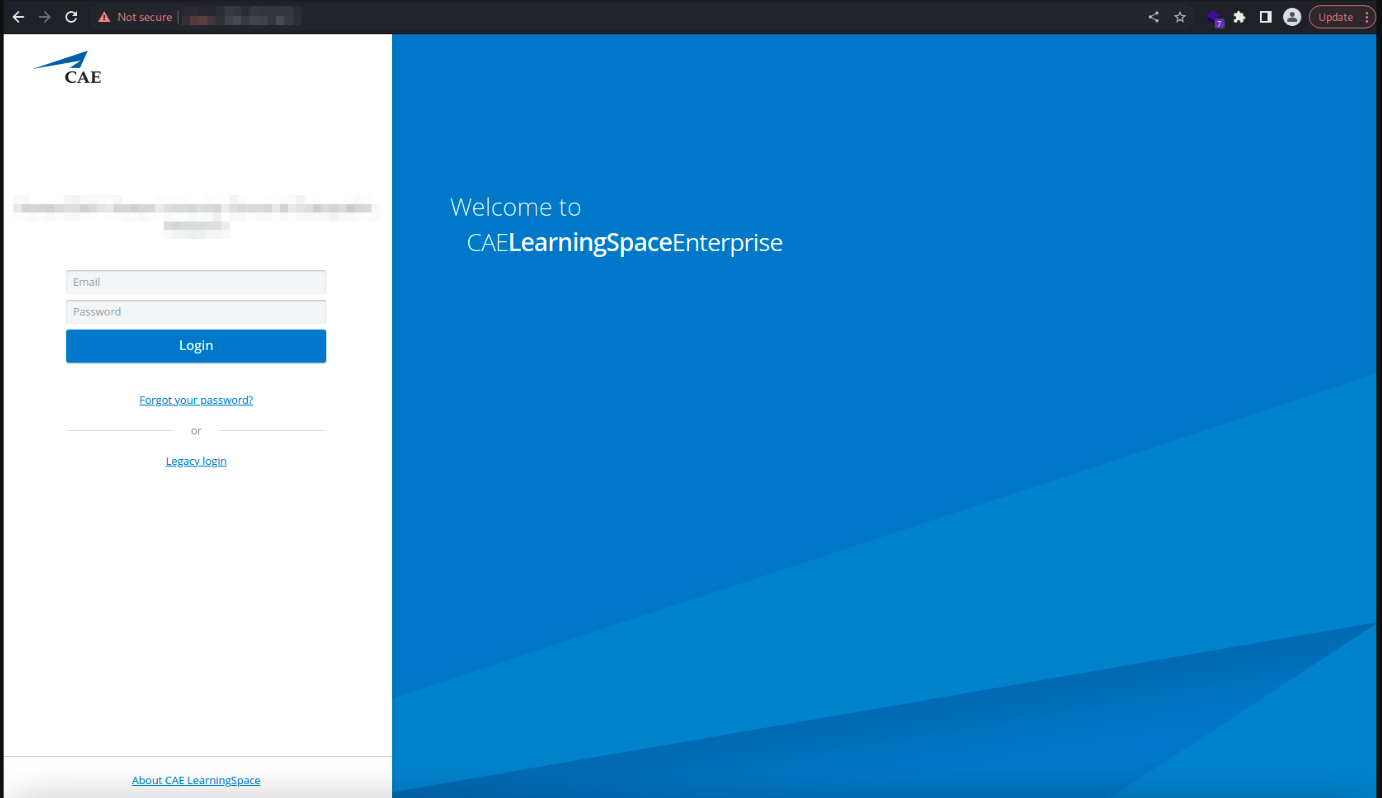 Not secure
7
Update
CAE
Welcome to
CAELearningSpaceEnterprise
Email
Password
Login
Forgot your password?
or
Legacy login
About CAE LearningSpace